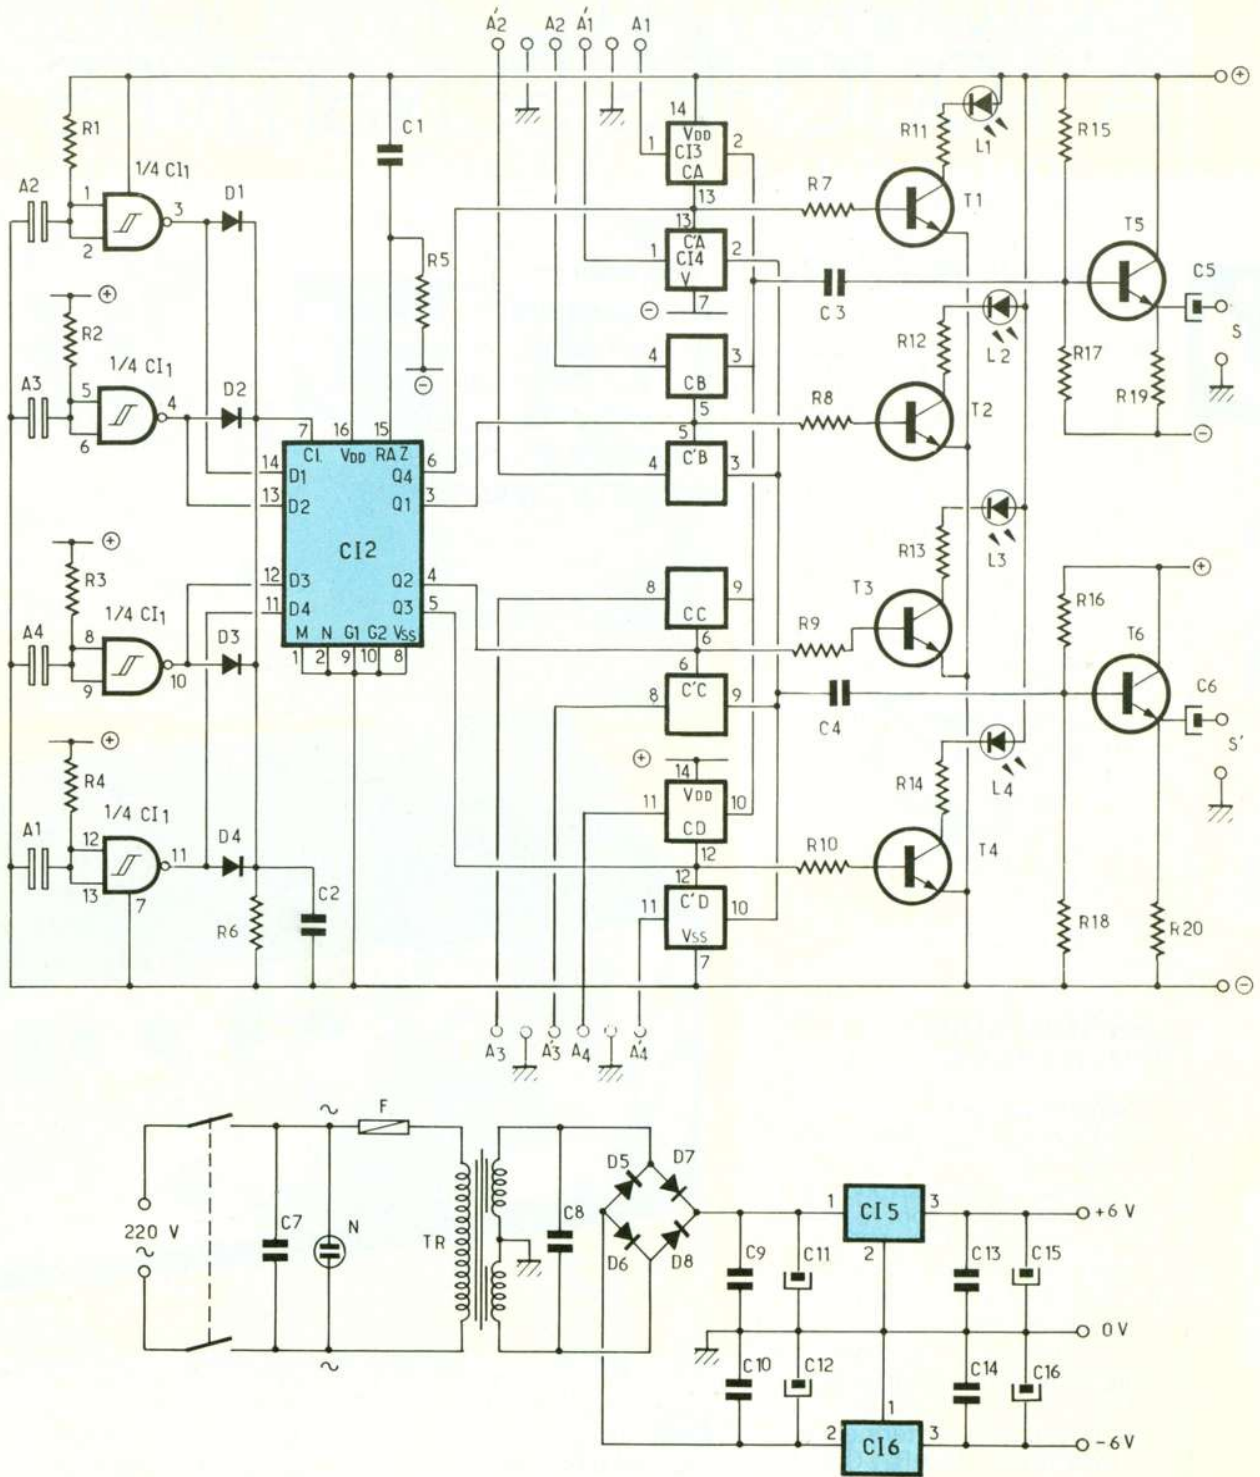 A'2 A2 A'1 A1
+
R1
1/4 CI1
A2
1
2
3
D1
C1
R5
−
14
VDD
1 CI3 2
CA
13
13
C'A
1 CI4 2
V
7
−
R7
R11
L1
T1
R15
T5
C5
S
C3
+
R2
1/4 CI1
A3
5
6
4
D2
4 CB 3
5
5
4 C'B 3
R8
R12
L2
T2
R17
R19
−
7 16 15
CL VDD RAZ
14 D1 Q4 6
13 D2 Q1 3
CI2
12 D3 Q2 4
11 D4 Q3 5
M N G1 G2 VSS
1 2 9 10 8
+
R3
1/4 CI1
A4
8
9
10
D3
8 CC 9
6
6
8 C'C 9
R9
R13
L3
T3
C4
R16
+
T6
C6
S'
+
R4
1/4 CI1
A1
12
13
11
7
D4
R6
C2
+
14
VDD
11 CD 10
12
12
11 C'D 10
VSS
7
R10
R14
L4
T4
R18
R20
−
A3 A'3 A4 A'4
~
F
220 V
~
C7
N
~
TR
C8
D5
D7
D6
D8
C9
C11
1 CI5 3
2
C13
C15
+6 V
0 V
C10
C12
1
2 CI6 3
C14
C16
−6 V